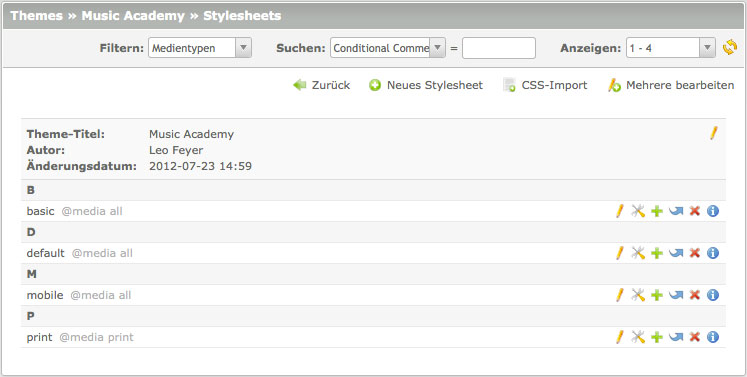 Themes » Music Academy » Stylesheets
Filtern: Medientypen Suchen: Conditional Comme = Anzeigen: 1 - 4
Zurück Neues Stylesheet CSS-Import Mehrere bearbeiten
Theme-Titel: Music Academy
Autor: Leo Feyer
Änderungsdatum: 2012-07-23 14:59
B
basic @media all
D
default @media all
M
mobile @media all
P
print @media print